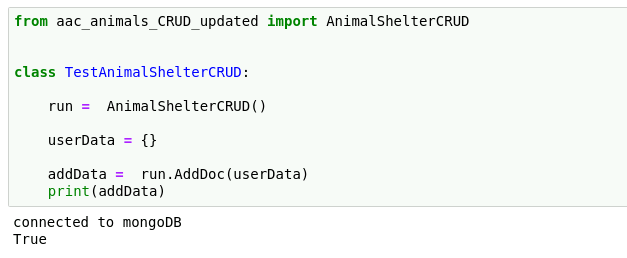 from aac_animals_CRUD_updated import AnimalShelterCRUD
class TestAnimalShelterCRUD:
run =  AnimalShelterCRUD()
userData = {}
addData =  run.AddDoc(userData)
print(addData)
connected to mongoDB
True